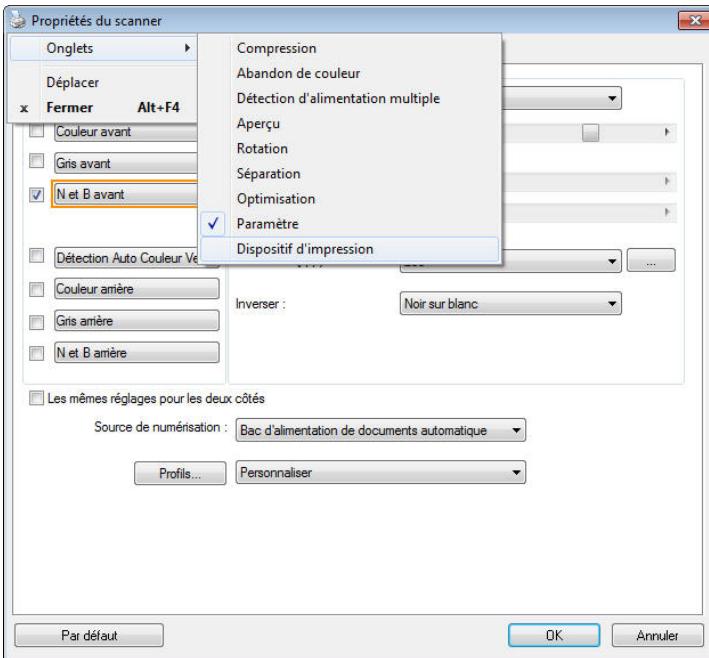 Propriétés du scanner
Onglets
Déplacer
x Fermer Alt+F4
Compression
Abandon de couleur
Détection d'alimentation multiple
Aperçu
Rotation
Séparation
Optimisation
Paramètre
Dispositif d'impression
Couleur avant
Gris avant
N et B avant
Détection Auto Couleur
...
Couleur arrière
Inverser : Noir sur blanc
Gris arrière
N et B arrière
Les mêmes réglages pour les deux côtés
Source de numérisation : Bac d'alimentation de documents automatique
Profils... Personnaliser
Par défaut OK Annuler